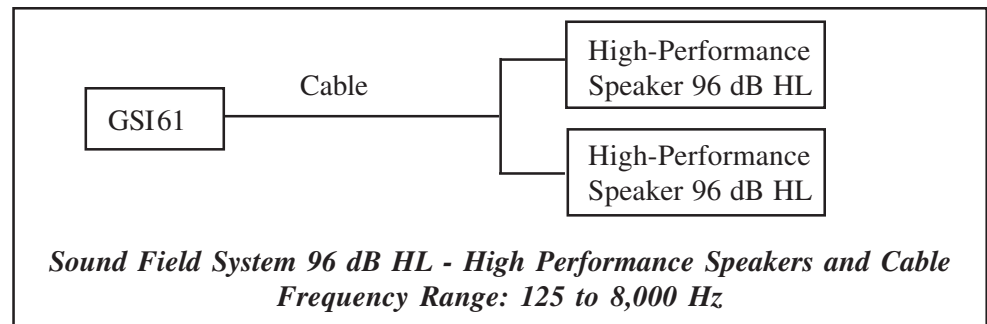 High-Performance
Speaker 96 dB HL
Cable
GSI61
High-Performance
Speaker 96 dB HL
Sound Field System 96 dB HL - High Performance Speakers and Cable
Frequency Range: 125 to 8,000 Hz